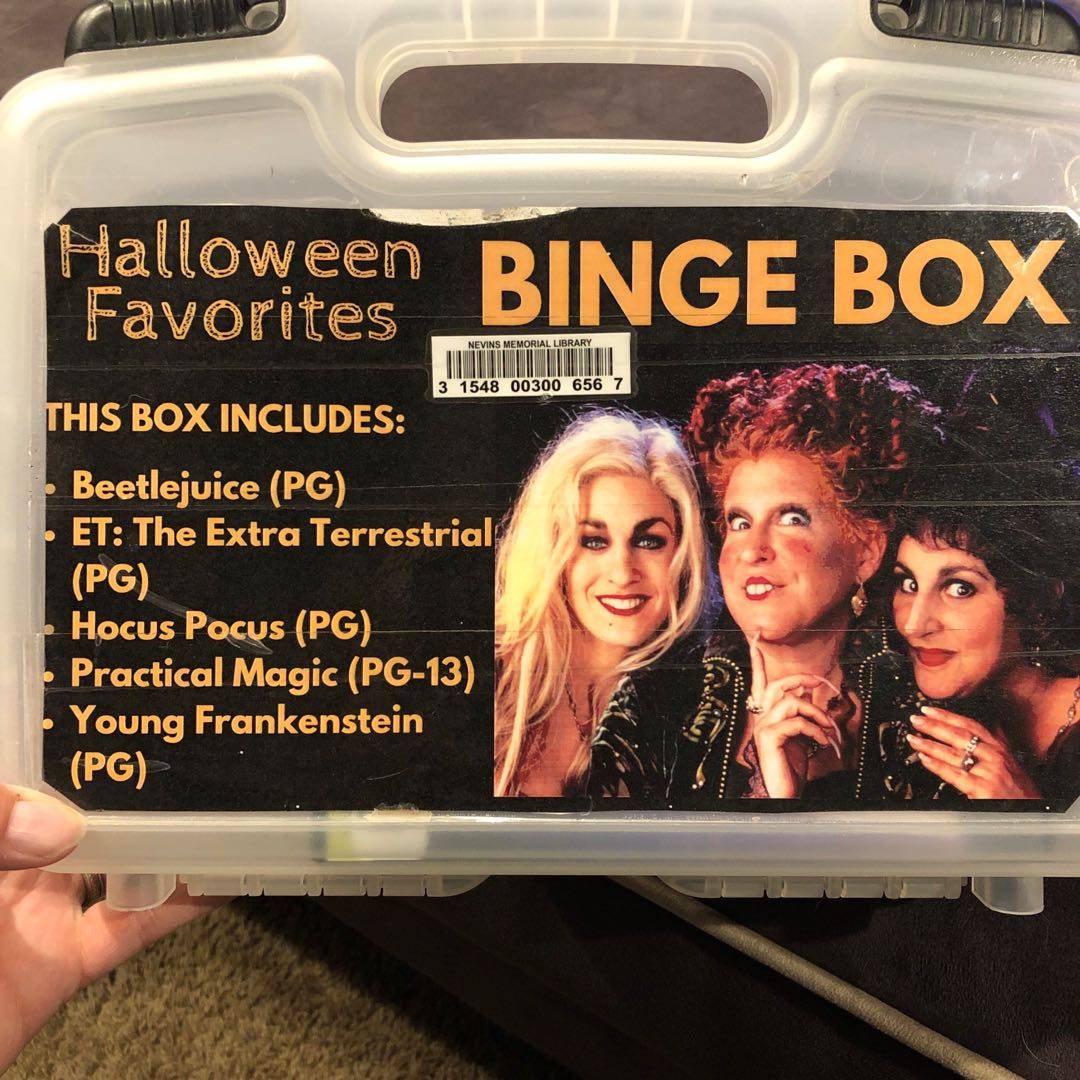 Halloween
Favorites
BINGE BOX
NEVINS MEMORIAL LIBRARY
3 1548 00300 656 7
THIS BOX INCLUDES:
• Beetlejuice (PG)
• ET: The Extra Terrestrial
(PG)
• Hocus Pocus (PG)
• Practical Magic (PG-13)
• Young Frankenstein
(PG)